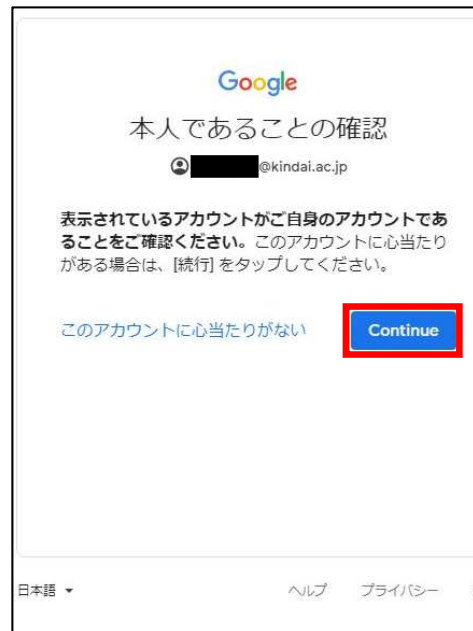 Google
本人であることの確認
@kindai.ac.jp
表示されているアカウントがご自身のアカウントであ
ることをご確認ください。このアカウントに心当たり
がある場合は、[続行] をタップしてください。
このアカウントに心当たりがない Continue
日本語 ヘルプ プライバシー